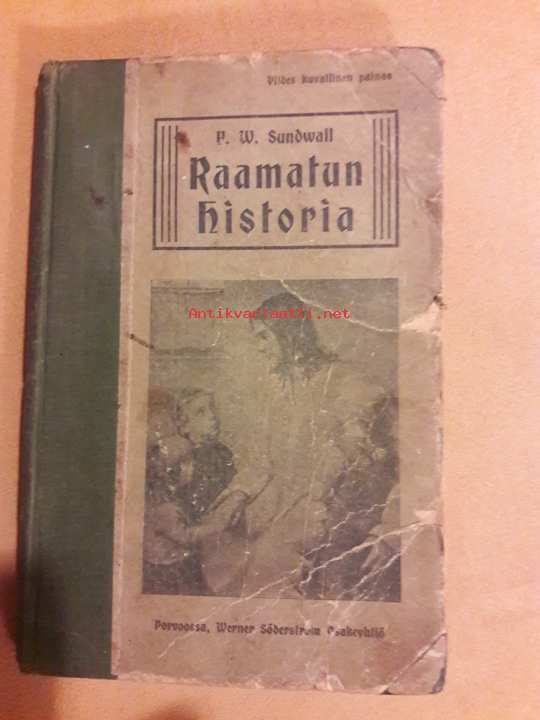 Viides kuvallinen painos
P. W. Sundwall
Raamatun
historia
Antikvariaatti.net
Porvoossa, Werner Söderström Osakeyhtiö